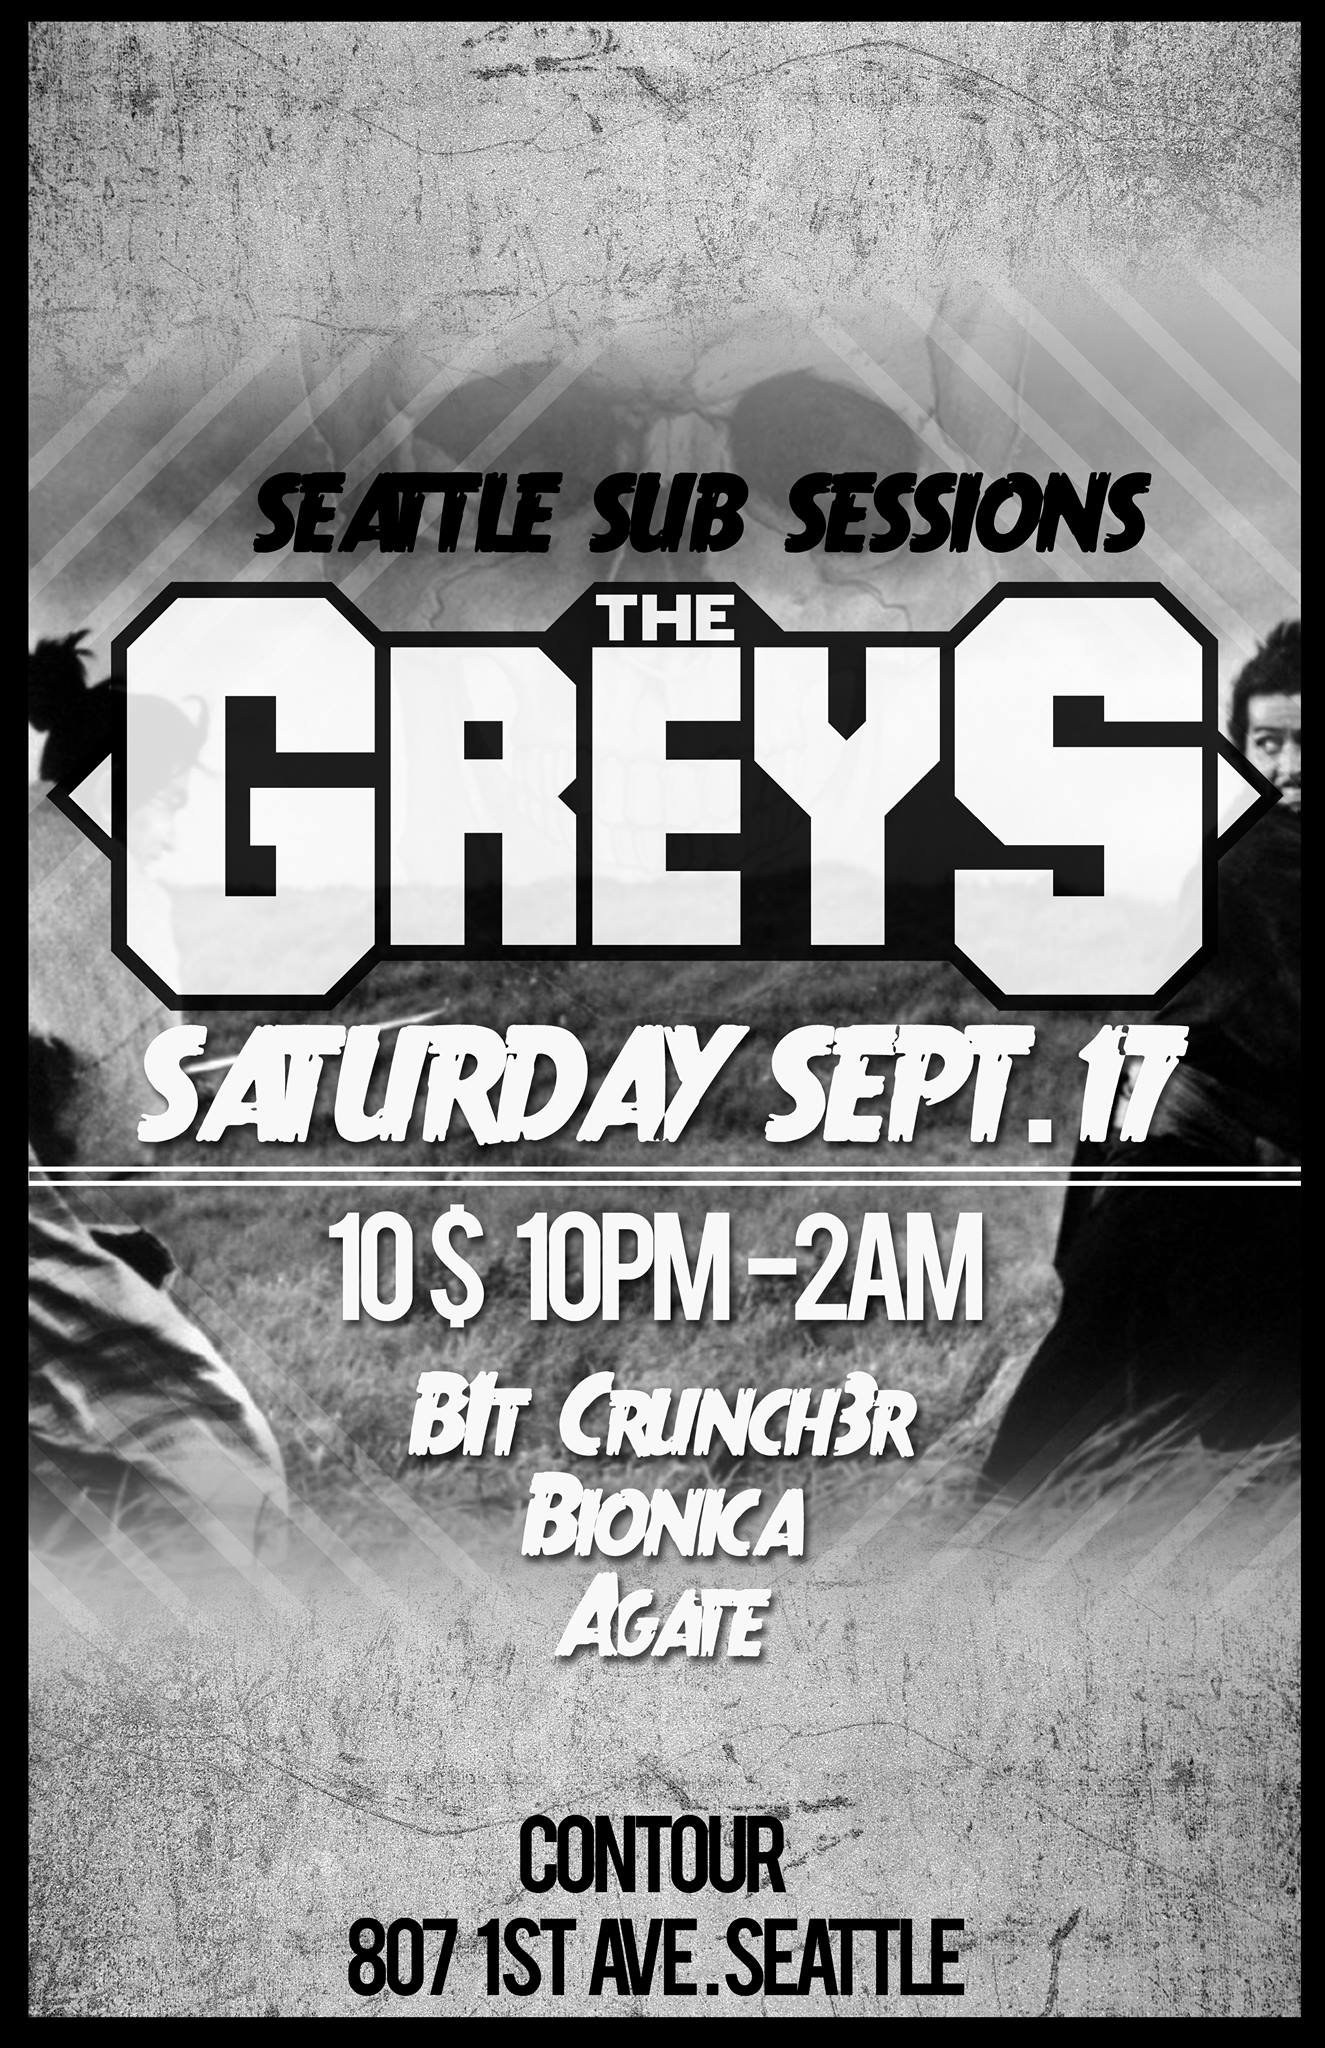 SEATTLE SUB SESSIONS
THE
GREYS
SATURDAY SEPT. 17
10 $ 10PM -2AM
B1T CRUNCH3R
BIONICA
AGATE
CONTOUR
807 1ST AVE. SEATTLE